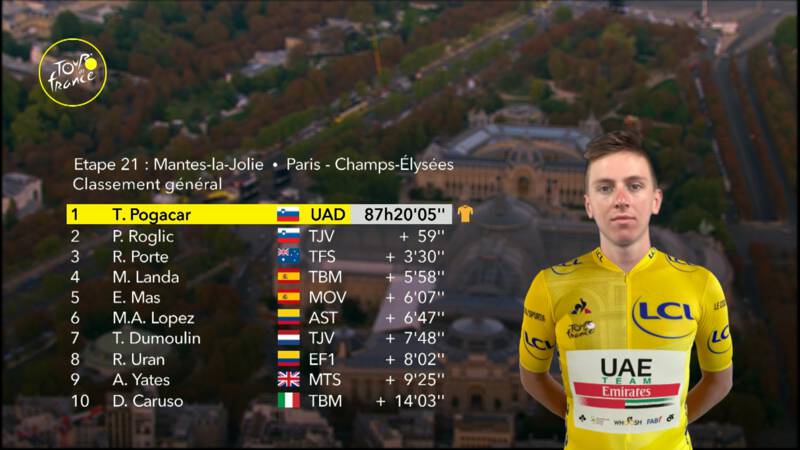 Tour de france
Etape 21 : Mantes-la-Jolie • Paris - Champs-Élysées
Classement général
1 T. Pogacar UAD 87h20'05''
2 P. Roglic TJV + 59''
3 R. Porte TFS + 3'30''
4 M. Landa TBM + 5'58''
5 E. Mas MOV + 6'07''
6 M.A. Lopez AST + 6'47''
7 T. Dumoulin TJV + 7'48''
8 R. Uran EF1 + 8'02''
9 A. Yates MTS + 9'25''
10 D. Caruso TBM + 14'03''
LCL
Tour de france
LCL
LCL
UAE
TEAM
Emirates